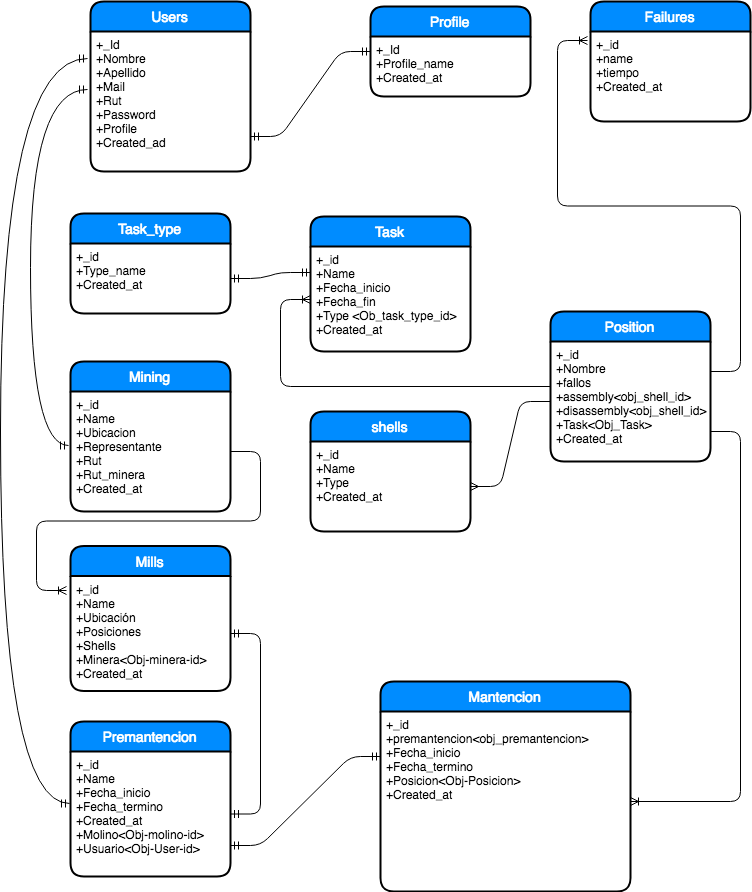 Users
+_Id
+Nombre
+Apellido
+Mail
+Rut
+Password
+Profile
+Created_ad
Profile
+_Id
+Profile_name
+Created_at
Failures
+_id
+name
+tiempo
+Created_at
Task_type
+_id
+Type_name
+Created_at
Task
+_id
+Name
+Fecha_inicio
+Fecha_fin
+Type <Ob_task_type_id>
+Created_at
Position
+_id
+Nombre
+fallos
+assembly<obj_shell_id>
+disassembly<obj_shell_id>
+Task<Obj_Task>
+Created_at
Mining
+_id
+Name
+Ubicacion
+Representante
+Rut
+Rut_minera
+Created_at
shells
+_id
+Name
+Type
+Created_at
Mills
+_id
+Name
+Ubicación
+Posiciones
+Shells
+Minera<Obj-minera-id>
+Created_at
Premantencion
+_id
+Name
+Fecha_inicio
+Fecha_termino
+Created_at
+Molino<Obj-molino-id>
+Usuario<Obj-User-id>
Mantencion
+_id
+premantencion<obj_premantencion>
+Fecha_inicio
+Fecha_termino
+Posicion<Obj-Posicion>
+Created_at